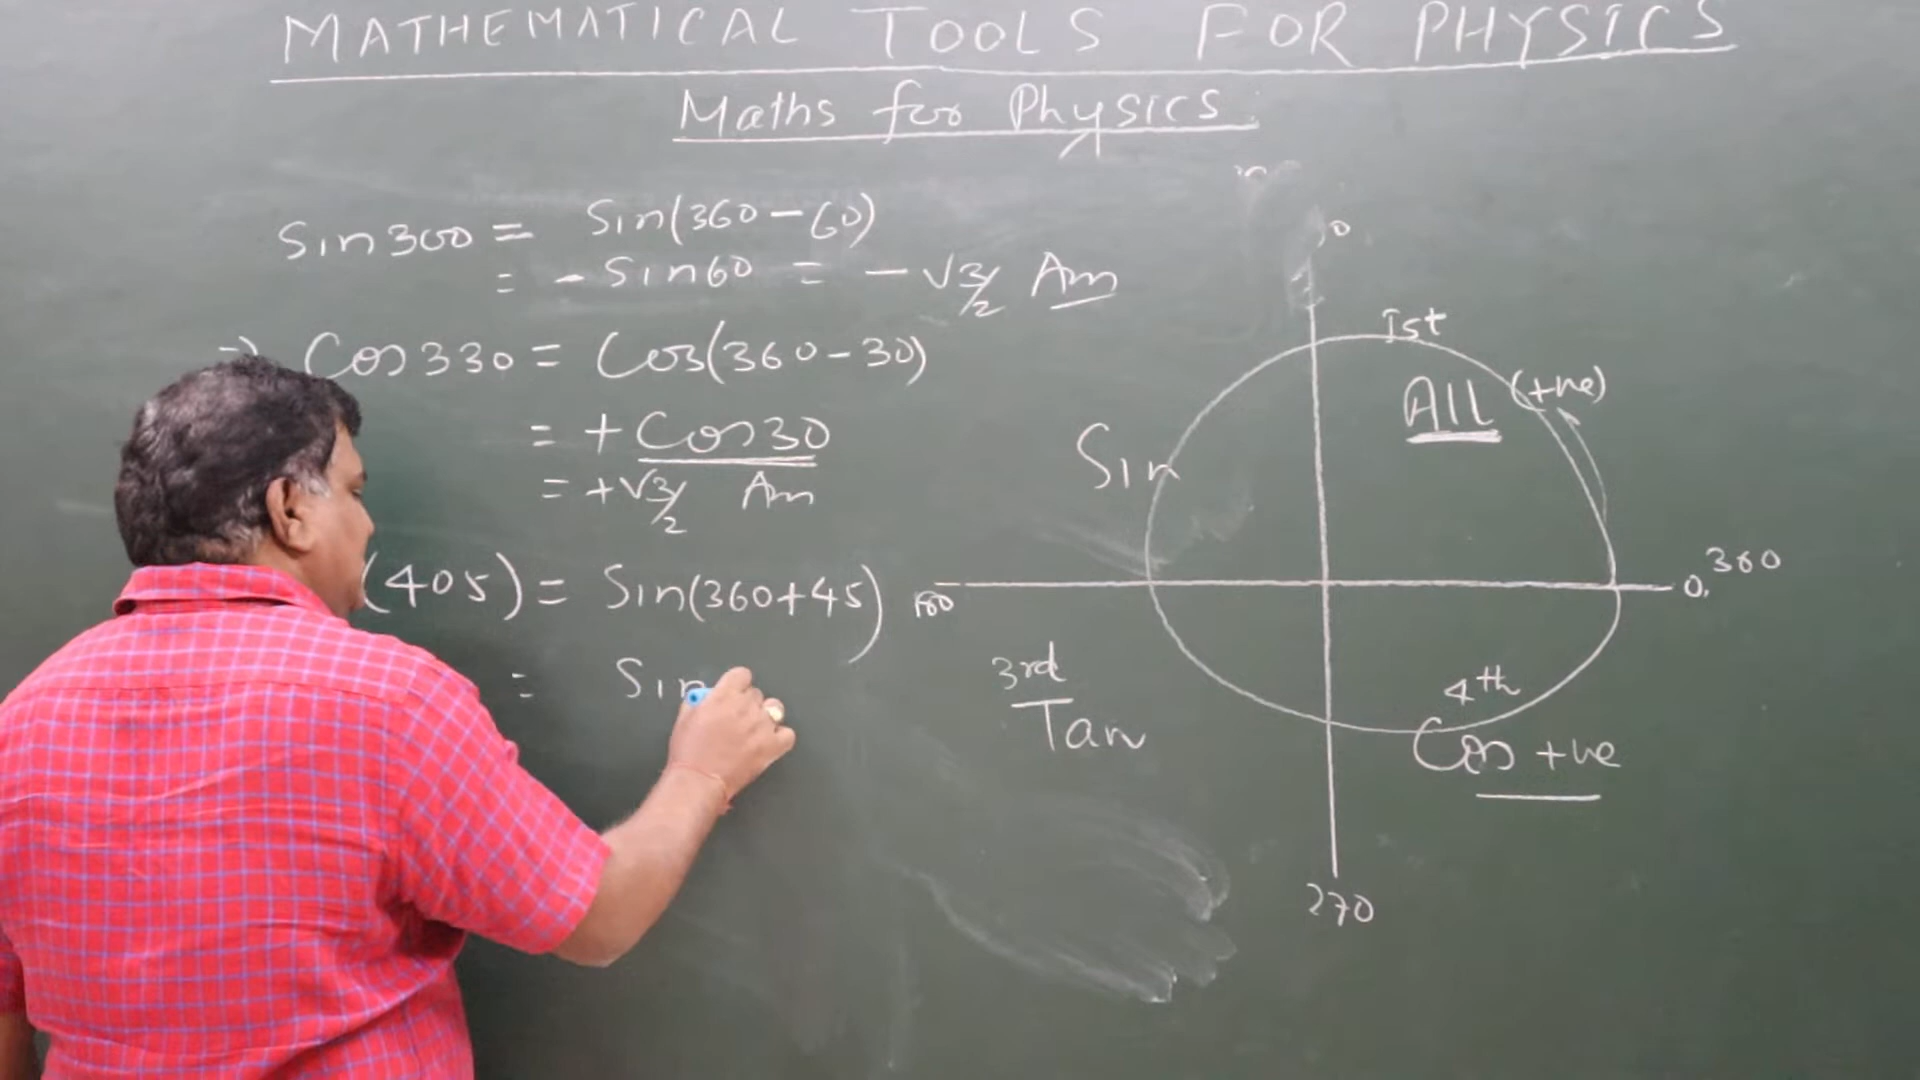 MATHEMATICAL TOOLS FOR PHYSICS
Maths for Physics.
Sin300 = Sin(360-60)
= - Sin60 = - √3/2 Am
Cos330 = Cos(360-30)
= + Cos30
= +√3/2 Am
(405) = Sin(360+45)
= Sin
Ist
All (+ve)
Sin
0, 360
180
3rd
Tan
4th
Cos +ve
270